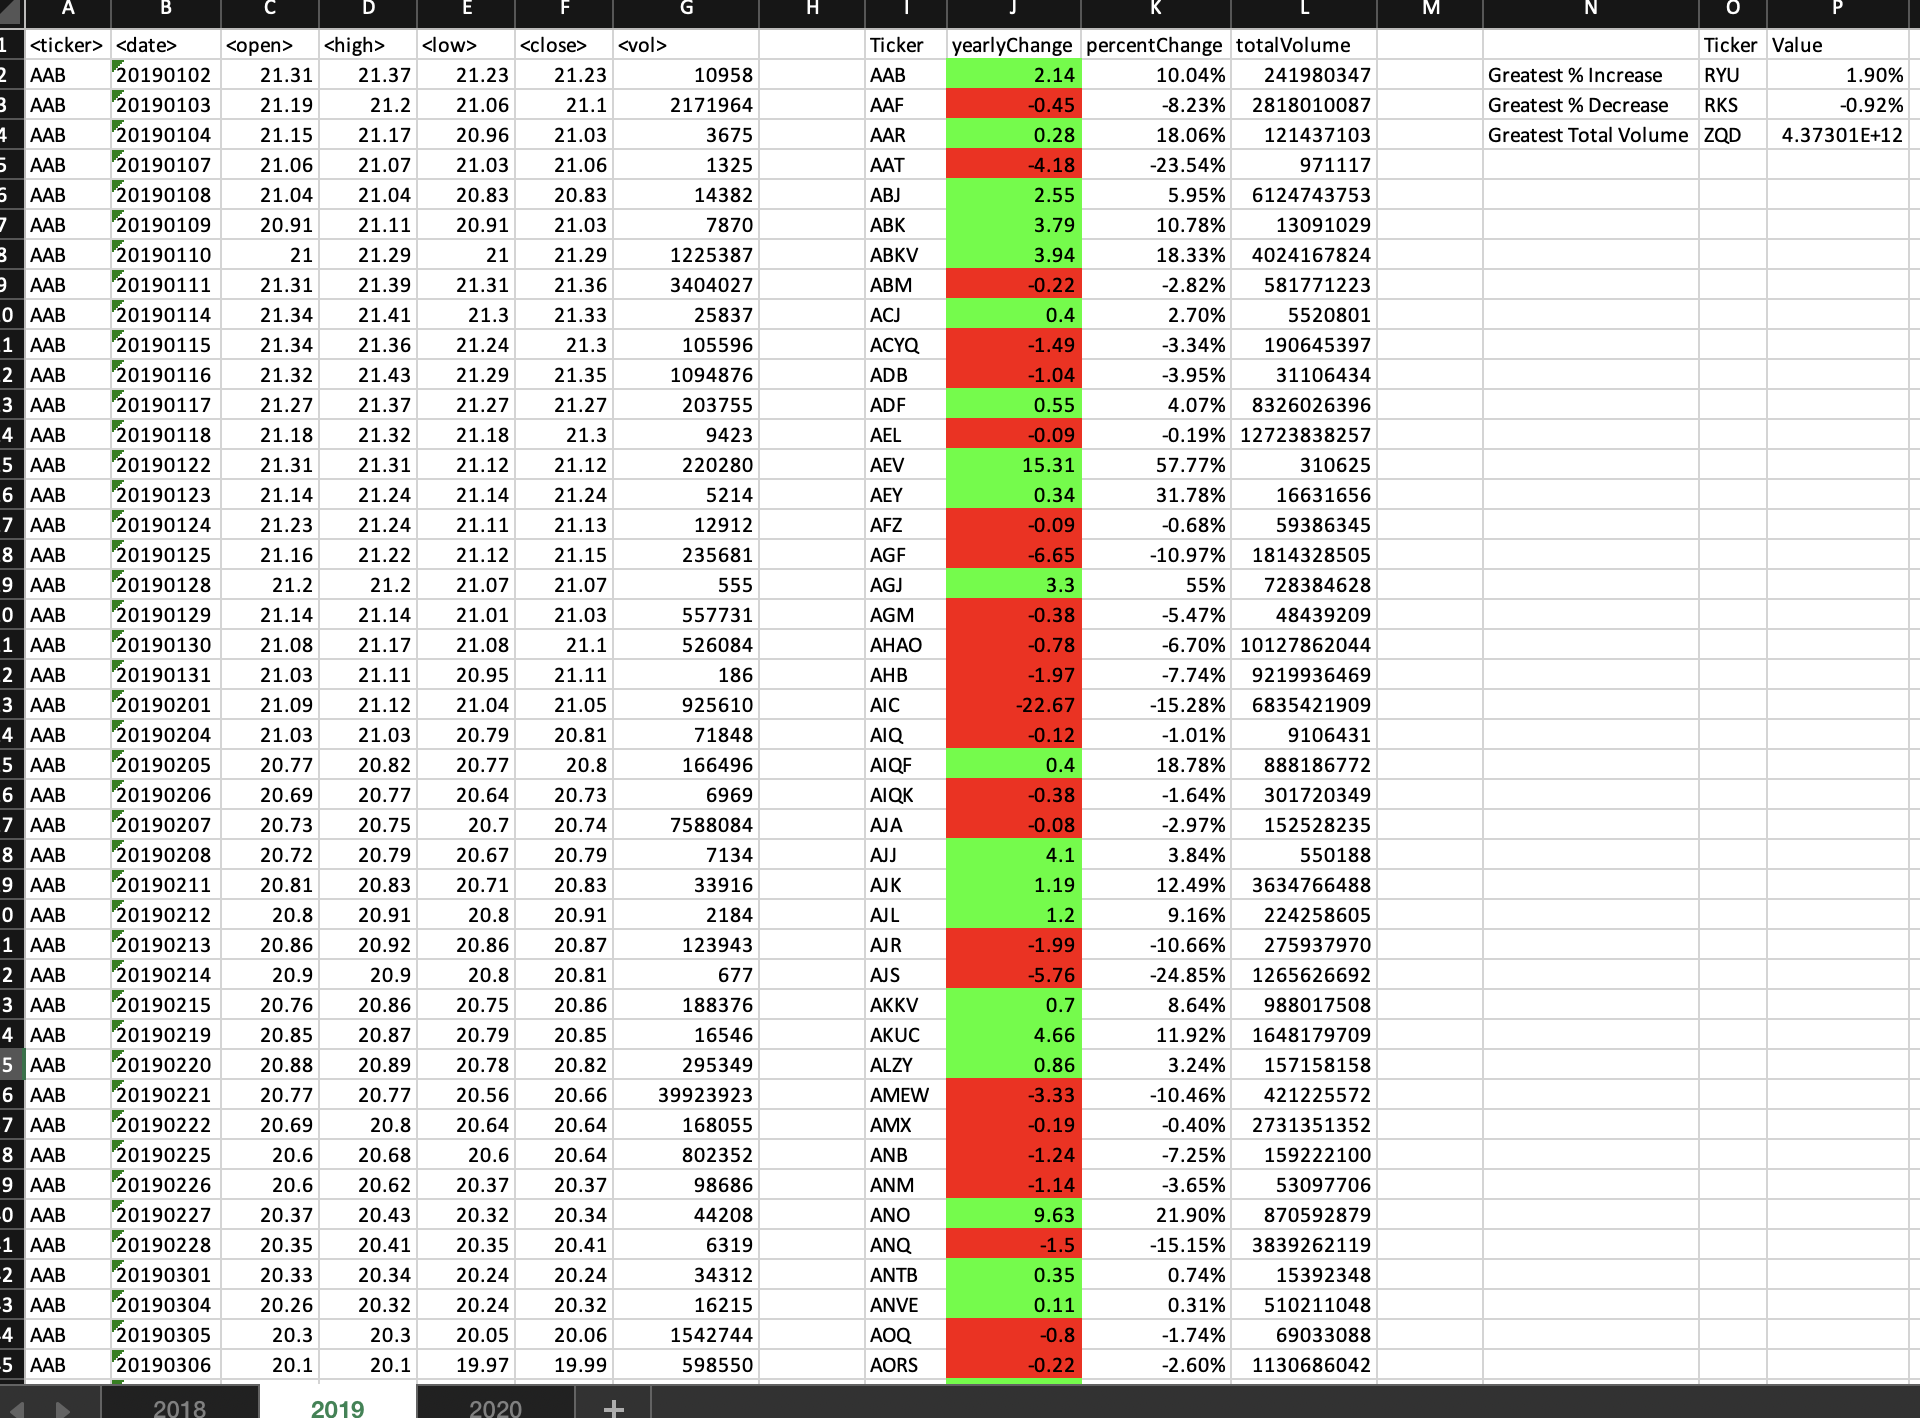 A B C D E F G H I J K L M N O P
1 <ticker> <date> <open> <high> <low> <close> <vol> Ticker yearlyChange percentChange totalVolume Ticker Value
2 AAB 20190102 21.31 21.37 21.23 21.23 10958 AAB 2.14 10.04% 241980347 Greatest % Increase RYU 1.90%
3 AAB 20190103 21.19 21.2 21.06 21.1 2171964 AAF -0.45 -8.23% 2818010087 Greatest % Decrease RKS -0.92%
4 AAB 20190104 21.15 21.17 20.96 21.03 3675 AAR 0.28 18.06% 121437103 Greatest Total Volume ZQD 4.37301E+12
5 AAB 20190107 21.06 21.07 21.03 21.06 1325 AAT -4.18 -23.54% 971117
6 AAB 20190108 21.04 21.04 20.83 20.83 14382 ABJ 2.55 5.95% 6124743753
7 AAB 20190109 20.91 21.11 20.91 21.03 7870 ABK 3.79 10.78% 13091029
8 AAB 20190110 21 21.29 21 21.29 1225387 ABKV 3.94 18.33% 4024167824
9 AAB 20190111 21.31 21.39 21.31 21.36 3404027 ABM -0.22 -2.82% 581771223
0 AAB 20190114 21.34 21.41 21.3 21.33 25837 ACJ 0.4 2.70% 5520801
1 AAB 20190115 21.34 21.36 21.24 21.3 105596 ACYQ -1.49 -3.34% 190645397
2 AAB 20190116 21.32 21.43 21.29 21.35 1094876 ADB -1.04 -3.95% 31106434
3 AAB 20190117 21.27 21.37 21.27 21.27 203755 ADF 0.55 4.07% 8326026396
4 AAB 20190118 21.18 21.32 21.18 21.3 9423 AEL -0.09 -0.19% 12723838257
5 AAB 20190122 21.31 21.31 21.12 21.12 220280 AEV 15.31 57.77% 310625
6 AAB 20190123 21.14 21.24 21.14 21.24 5214 AEY 0.34 31.78% 16631656
7 AAB 20190124 21.23 21.24 21.11 21.13 12912 AFZ -0.09 -0.68% 59386345
8 AAB 20190125 21.16 21.22 21.12 21.15 235681 AGF -6.65 -10.97% 1814328505
9 AAB 20190128 21.2 21.2 21.07 21.07 555 AGJ 3.3 55% 728384628
0 AAB 20190129 21.14 21.14 21.01 21.03 557731 AGM -0.38 -5.47% 48439209
1 AAB 20190130 21.08 21.17 21.08 21.1 526084 AHAO -0.78 -6.70% 10127862044
2 AAB 20190131 21.03 21.11 20.95 21.11 186 AHB -1.97 -7.74% 9219936469
3 AAB 20190201 21.09 21.12 21.04 21.05 925610 AIC -22.67 -15.28% 6835421909
4 AAB 20190204 21.03 21.03 20.79 20.81 71848 AIQ -0.12 -1.01% 9106431
5 AAB 20190205 20.77 20.82 20.77 20.8 166496 AIQF 0.4 18.78% 888186772
6 AAB 20190206 20.69 20.77 20.64 20.73 6969 AIQK -0.38 -1.64% 301720349
7 AAB 20190207 20.73 20.75 20.7 20.74 7588084 AJA -0.08 -2.97% 152528235
8 AAB 20190208 20.72 20.79 20.67 20.79 7134 AJJ 4.1 3.84% 550188
9 AAB 20190211 20.81 20.83 20.71 20.83 33916 AJK 1.19 12.49% 3634766488
0 AAB 20190212 20.8 20.91 20.8 20.91 2184 AJL 1.2 9.16% 224258605
1 AAB 20190213 20.86 20.92 20.86 20.87 123943 AJR -1.99 -10.66% 275937970
2 AAB 20190214 20.9 20.9 20.8 20.81 677 AJS -5.76 -24.85% 1265626692
3 AAB 20190215 20.76 20.86 20.75 20.86 188376 AKKV 0.7 8.64% 988017508
4 AAB 20190219 20.85 20.87 20.79 20.85 16546 AKUC 4.66 11.92% 1648179709
5 AAB 20190220 20.88 20.89 20.78 20.82 295349 ALZY 0.86 3.24% 157158158
6 AAB 20190221 20.77 20.77 20.56 20.66 39923923 AMEW -3.33 -10.46% 421225572
7 AAB 20190222 20.69 20.8 20.64 20.64 168055 AMX -0.19 -0.40% 2731351352
8 AAB 20190225 20.6 20.68 20.6 20.64 802352 ANB -1.24 -7.25% 159222100
9 AAB 20190226 20.6 20.62 20.37 20.37 98686 ANM -1.14 -3.65% 53097706
0 AAB 20190227 20.37 20.43 20.32 20.34 44208 ANO 9.63 21.90% 870592879
1 AAB 20190228 20.35 20.41 20.35 20.41 6319 ANQ -1.5 -15.15% 3839262119
2 AAB 20190301 20.33 20.34 20.24 20.24 34312 ANTB 0.35 0.74% 15392348
3 AAB 20190304 20.26 20.32 20.24 20.32 16215 ANVE 0.11 0.31% 510211048
4 AAB 20190305 20.3 20.3 20.05 20.06 1542744 AOQ -0.8 -1.74% 69033088
5 AAB 20190306 20.1 20.1 19.97 19.99 598550 AORS -0.22 -2.60% 1130686042
2018 2019 2020 +